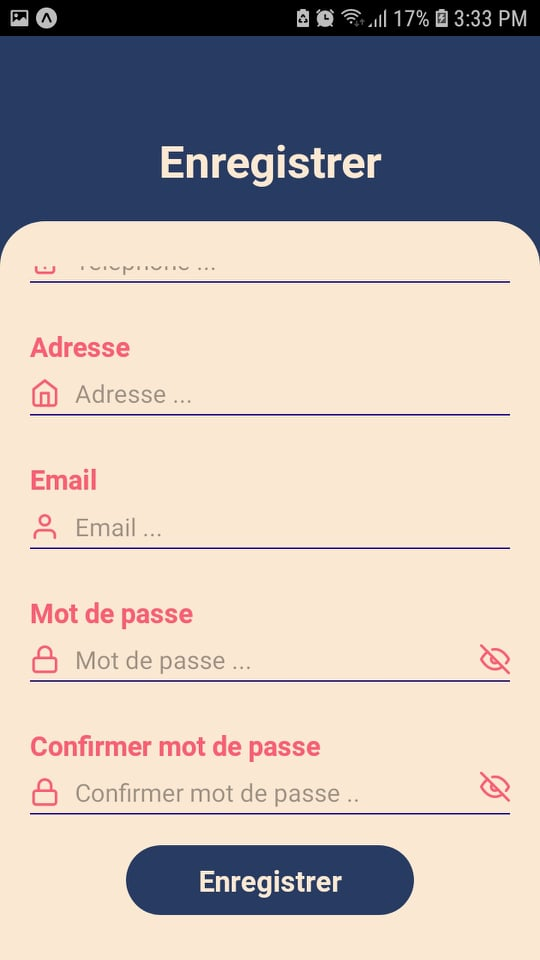 17% 3:33 PM
Enregistrer
Téléphone ...
Adresse
Adresse ...
Email
Email ...
Mot de passe
Mot de passe ...
Confirmer mot de passe
Confirmer mot de passe ..
Enregistrer